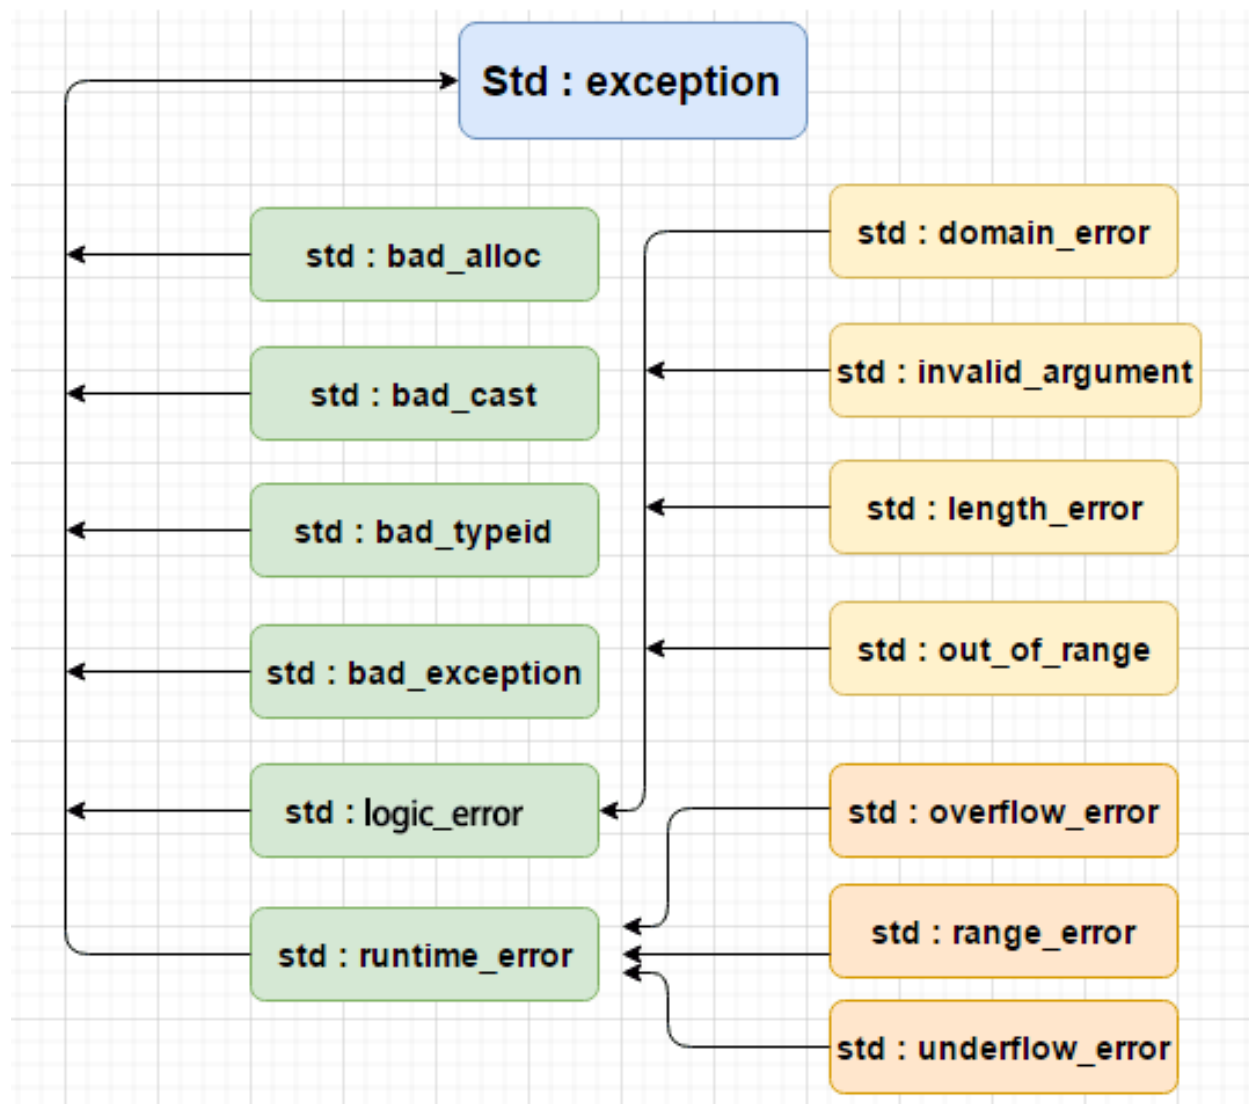 Std : exception
std : bad_alloc
std : bad_cast
std : bad_typeid
std : bad_exception
std : logic_error
std : runtime_error
std : domain_error
std : invalid_argument
std : length_error
std : out_of_range
std : overflow_error
std : range_error
std : underflow_error